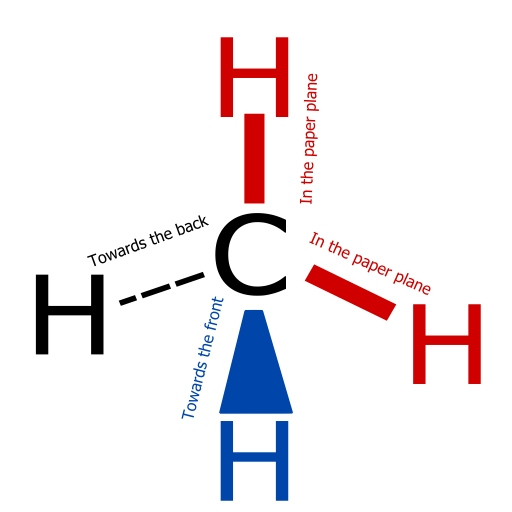 H
In the paper plane
Towards the back
C
In the paper plane
H
Towards the front
H
H